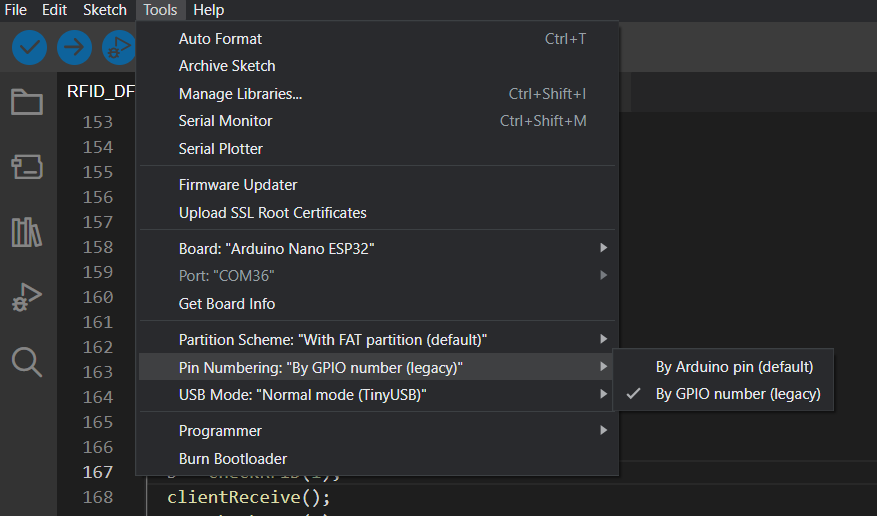 File Edit Sketch Tools Help
Auto Format Ctrl+T
Archive Sketch
Manage Libraries... Ctrl+Shift+I
RFID_DF
Serial Monitor Ctrl+Shift+M
Serial Plotter
Firmware Updater
Upload SSL Root Certificates
Board: "Arduino Nano ESP32"
Port: "COM36"
Get Board Info
Partition Scheme: "With FAT partition (default)"
Pin Numbering: "By GPIO number (legacy)"
By Arduino pin (default)
By GPIO number (legacy)
USB Mode: "Normal mode (TinyUSB)"
Programmer
Burn Bootloader
153
154
155
156
157
158
159
160
161
162
163
164
165
166
167
168 clientReceive();